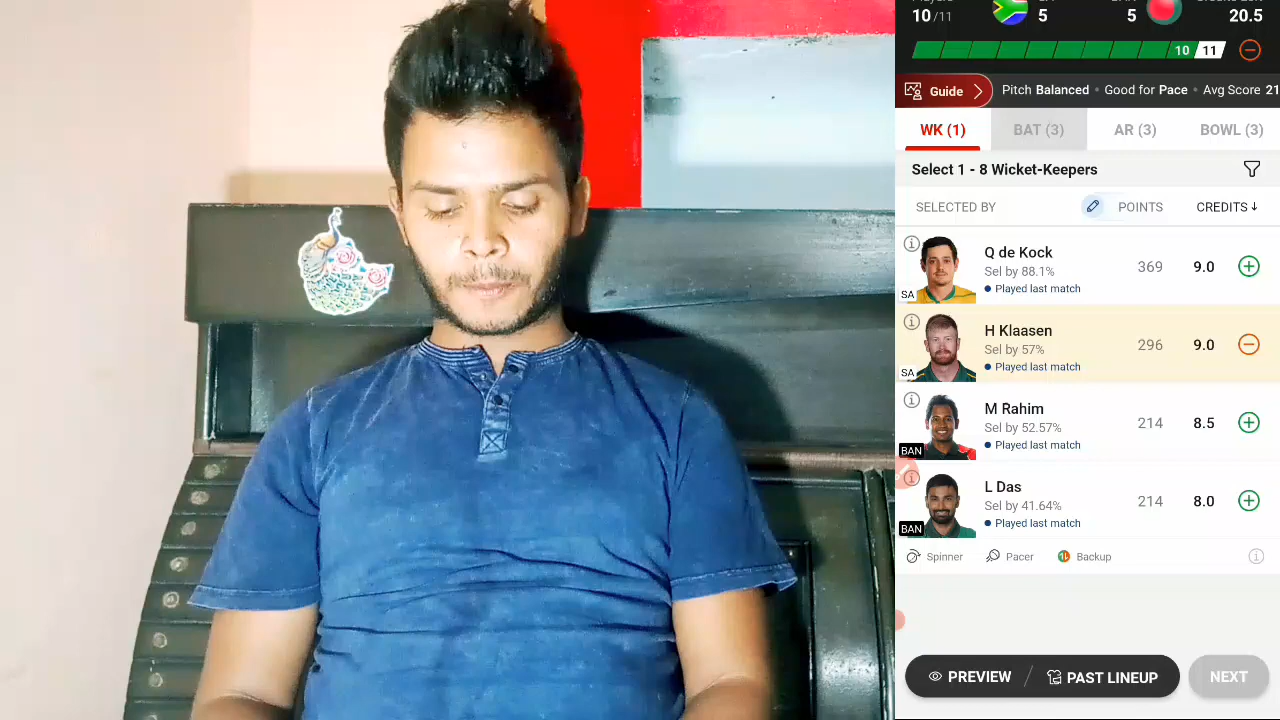 10/11
5
5
20.5
10 11
Guide
Pitch Balanced • Good for Pace • Avg Score 21
WK (1)
BAT (3)
AR (3)
BOWL (3)
Select 1 - 8 Wicket-Keepers
SELECTED BY
POINTS
CREDITS↓
Q de Kock
Sel by 88.1%
Played last match
369
9.0
SA
H Klaasen
Sel by 57%
Played last match
296
9.0
SA
M Rahim
Sel by 52.57%
Played last match
214
8.5
BAN
L Das
Sel by 41.64%
Played last match
214
8.0
BAN
Spinner
Pacer
Backup
PREVIEW
PAST LINEUP
NEXT